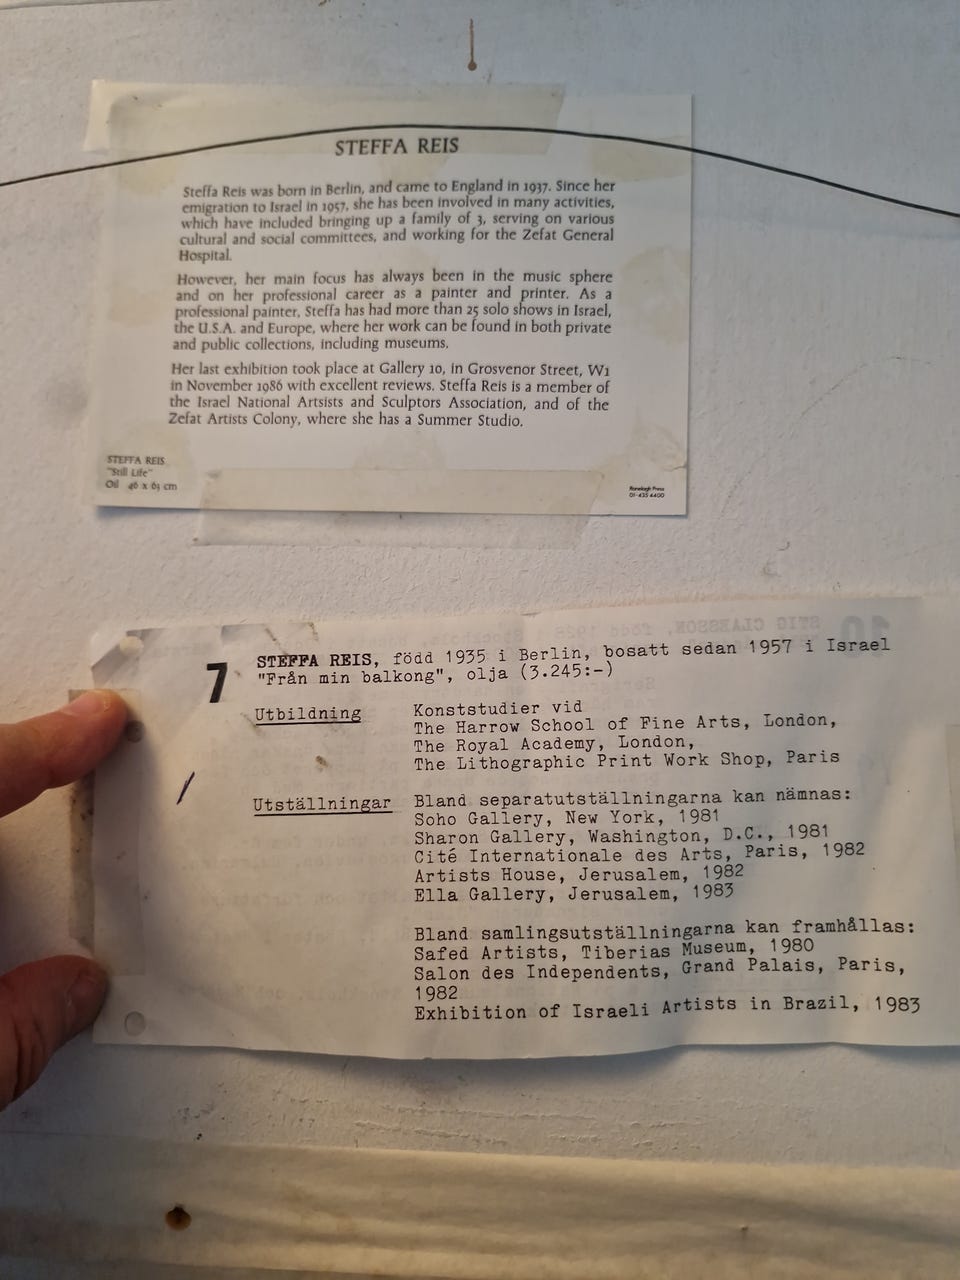 STEFFA REIS
Steffa Reis was born in Berlin, and came to England in 1937. Since her
emigration to Israel in 1957, she has been involved in many activities,
which have included bringing up a family of 3, serving on various
cultural and social committees, and working for the Zefat General
Hospital.
However, her main focus has always been in the music sphere
and on her professional career as a painter and printer. As a
professional painter, Steffa has had more than 25 solo shows in Israel,
the U.S.A. and Europe, where her work can be found in both private
and public collections, including museums.
Her last exhibition took place at Gallery 10, in Grosvenor Street, W1
in November 1986 with excellent reviews. Steffa Reis is a member of
the Israel National Artsists and Sculptors Association, and of the
Zefat Artists Colony, where she has a Summer Studio.
STEFFA REIS
"Still Life"
Oil 46 x 61 cm
Ranelagh Press
01-435 4400
7
STEFFA REIS, född 1935 i Berlin, bosatt sedan 1957 i Israel
"Från min balkong", olja (3.245:-)
Utbildning Konststudier vid
The Harrow School of Fine Arts, London,
The Royal Academy, London,
The Lithographic Print Work Shop, Paris
Utställningar Bland separatutställningarna kan nämnas:
Soho Gallery, New York, 1981
Sharon Gallery, Washington, D.C., 1981
Cité Internationale des Arts, Paris, 1982
Artists House, Jerusalem, 1982
Ella Gallery, Jerusalem, 1983
Bland samlingsutställningarna kan framhållas:
Safed Artists, Tiberias Museum, 1980
Salon des Independents, Grand Palais, Paris,
1982
Exhibition of Israeli Artists in Brazil, 1983